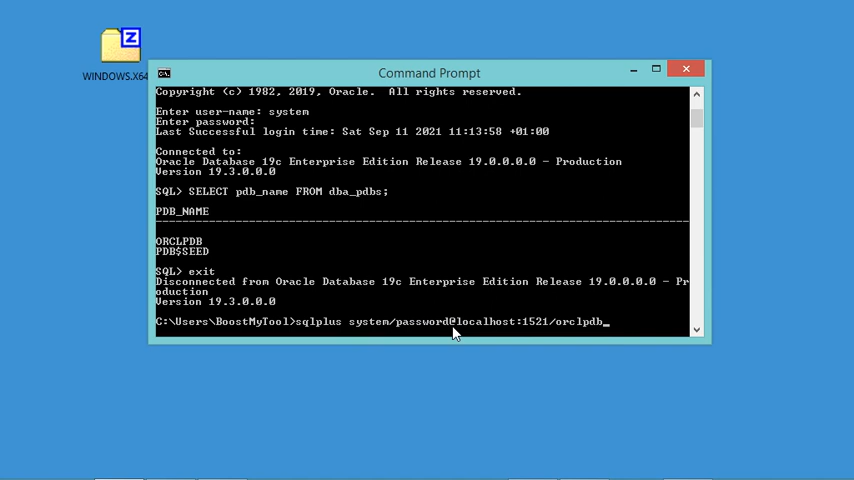 WINDOWS.X64
Command Prompt
Copyright (c) 1982, 2019, Oracle.  All rights reserved.
Enter user-name: system
Enter password:
Last Successful login time: Sat Sep 11 2021 11:13:58 +01:00
Connected to:
Oracle Database 19c Enterprise Edition Release 19.0.0.0.0 - Production
Version 19.3.0.0.0
SQL> SELECT pdb_name FROM dba_pdbs;
PDB_NAME
--------------------------------------------------------------------------------
ORCLPDB
PDB$SEED
SQL> exit
Disconnected from Oracle Database 19c Enterprise Edition Release 19.0.0.0.0 - Pr
oduction
Version 19.3.0.0.0
C:\Users\BoostMyTool>sqlplus system/password@localhost:1521/orclpdb_